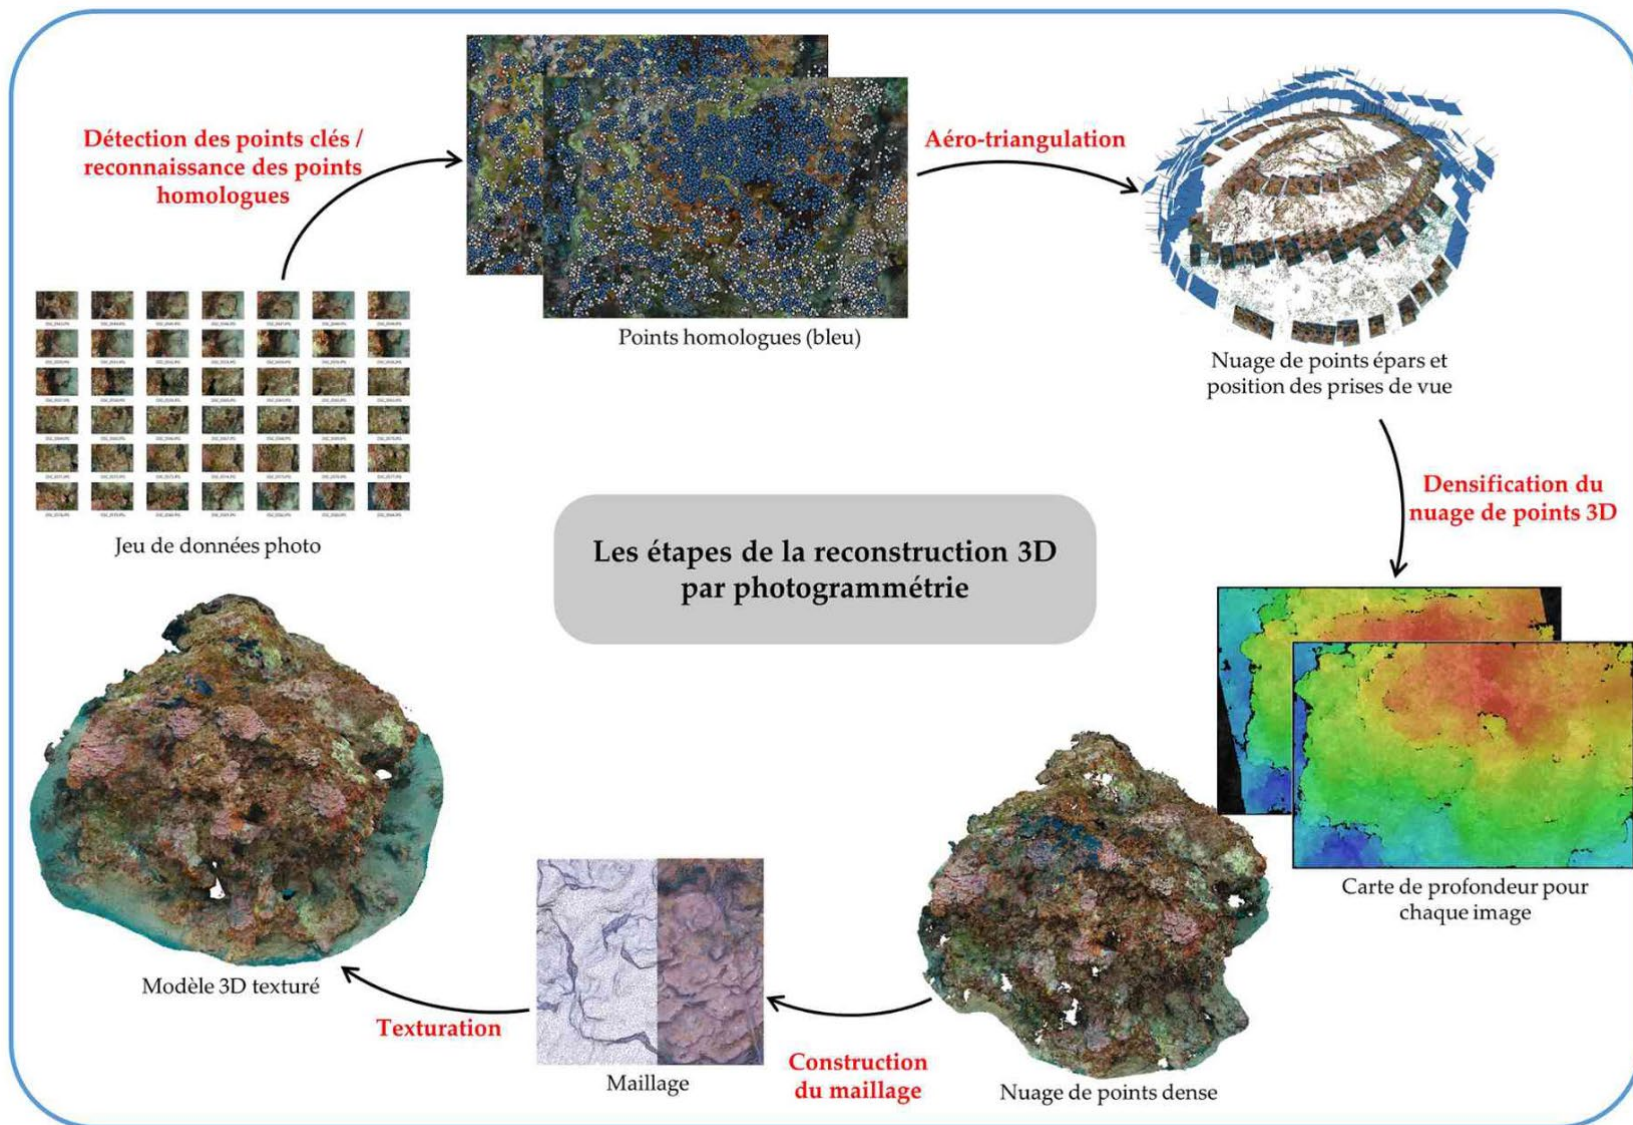 Détection des points clés /
reconnaissance des points
homologues
Aéro-triangulation
Points homologues (bleu)
Nuage de points épars et
position des prises de vue
Densification du
nuage de points 3D
Jeu de données photo
Les étapes de la reconstruction 3D
par photogrammétrie
Carte de profondeur pour
chaque image
Modèle 3D texturé
Texturation
Maillage
Construction
du maillage
Nuage de points dense